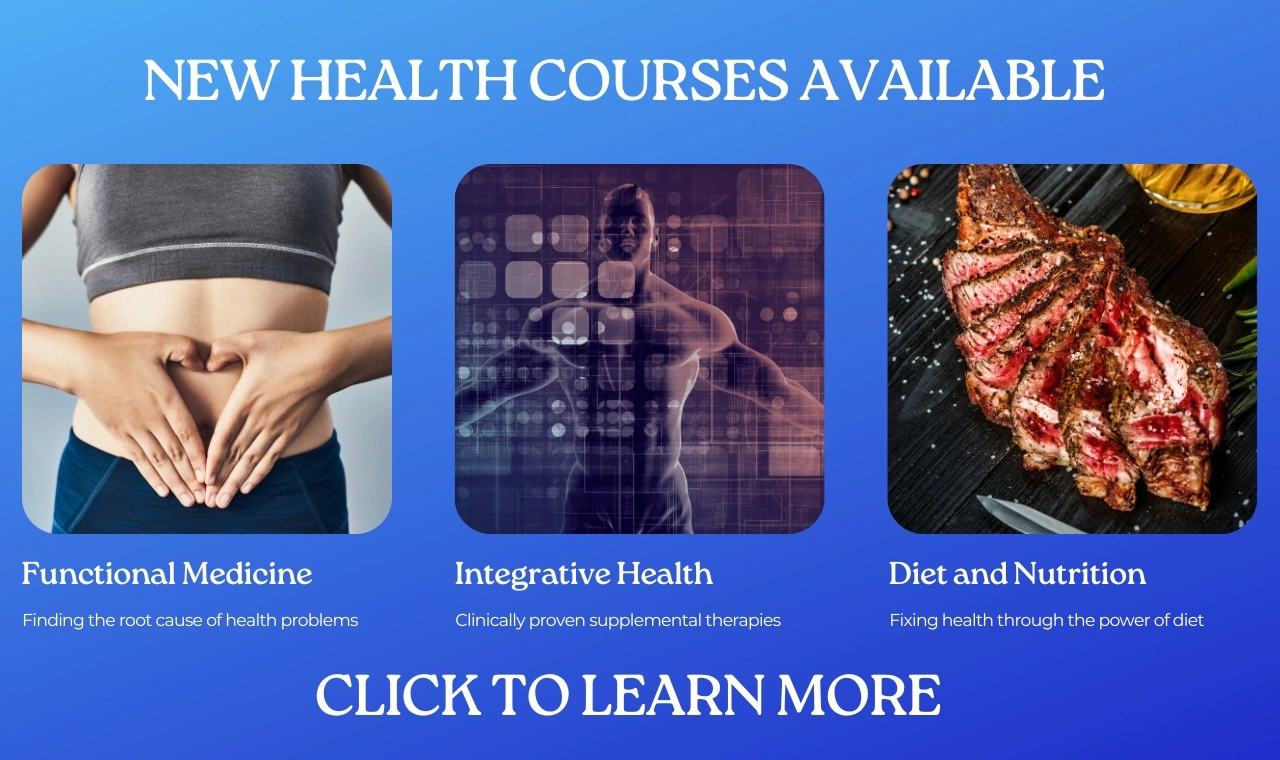 NEW HEALTH COURSES AVAILABLE
Functional Medicine
Finding the root cause of health problems
Integrative Health
Clinically proven supplemental therapies
Diet and Nutrition
Fixing health through the power of diet
CLICK TO LEARN MORE